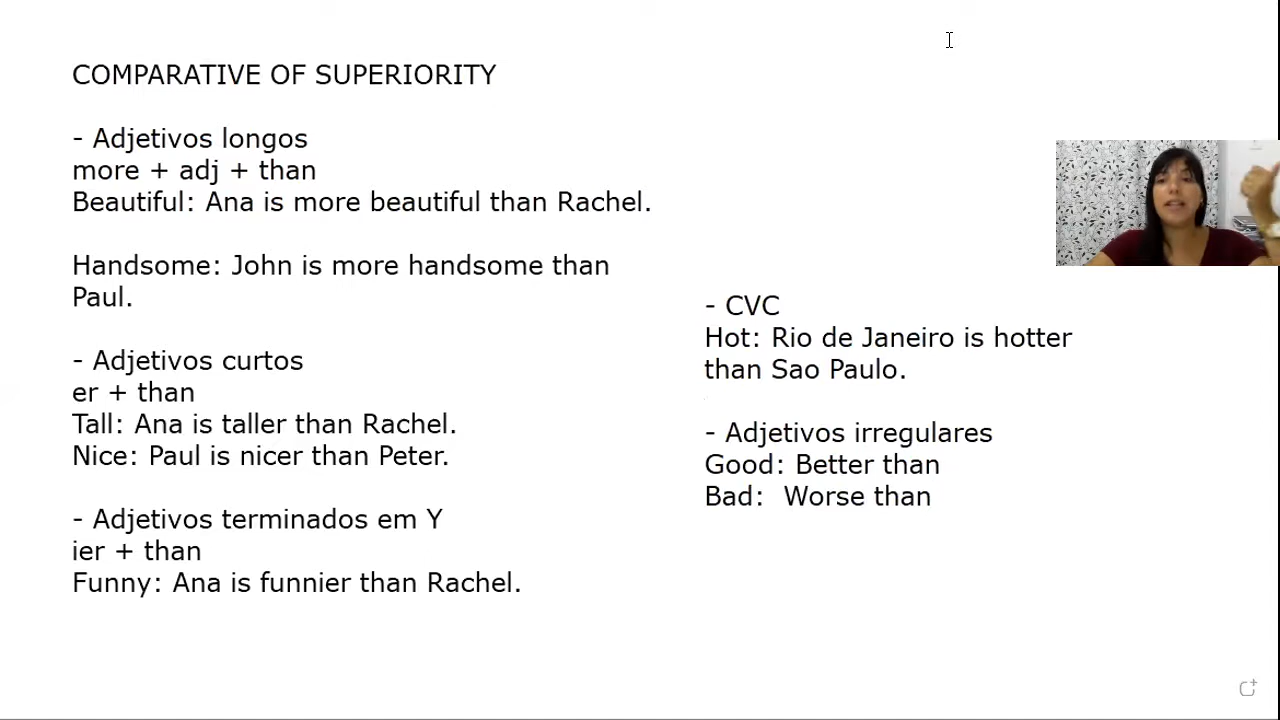 COMPARATIVE OF SUPERIORITY
- Adjetivos longos
more + adj + than
Beautiful: Ana is more beautiful than Rachel.
Handsome: John is more handsome than
Paul.
- Adjetivos curtos
er + than
Tall: Ana is taller than Rachel.
Nice: Paul is nicer than Peter.
- Adjetivos terminados em Y
ier + than
Funny: Ana is funnier than Rachel.
- CVC
Hot: Rio de Janeiro is hotter
than Sao Paulo.
- Adjetivos irregulares
Good: Better than
Bad:  Worse than